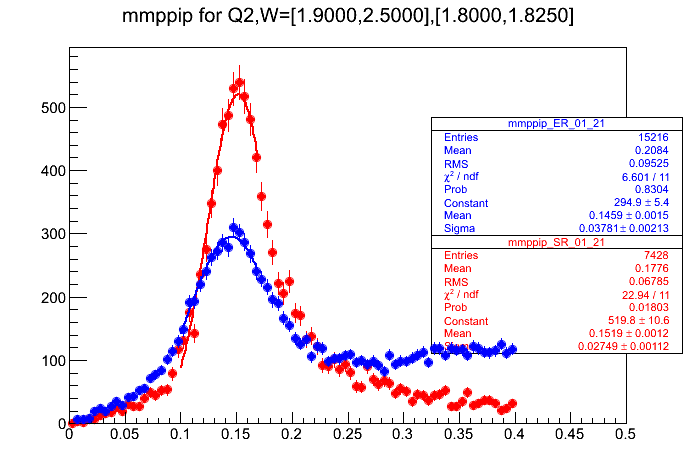 mmppip for Q2,W=[1.9000,2.5000],[1.8000,1.8250]
500
400
300
200
100
0
0 0.05 0.1 0.15 0.2 0.25 0.3 0.35 0.4 0.45 0.5
mmppip_ER_01_21
Entries 15216
Mean 0.2084
RMS 0.09525
χ² / ndf 6.601 / 11
Prob 0.8304
Constant 294.9 ± 5.4
Mean 0.1459 ± 0.0015
Sigma 0.03781 ± 0.00213
mmppip_SR_01_21
Entries 7428
Mean 0.1776
RMS 0.06785
χ² / ndf 22.94 / 11
Prob 0.01803
Constant 519.8 ± 10.6
Mean 0.1519 ± 0.0012
0.02749 ± 0.00112